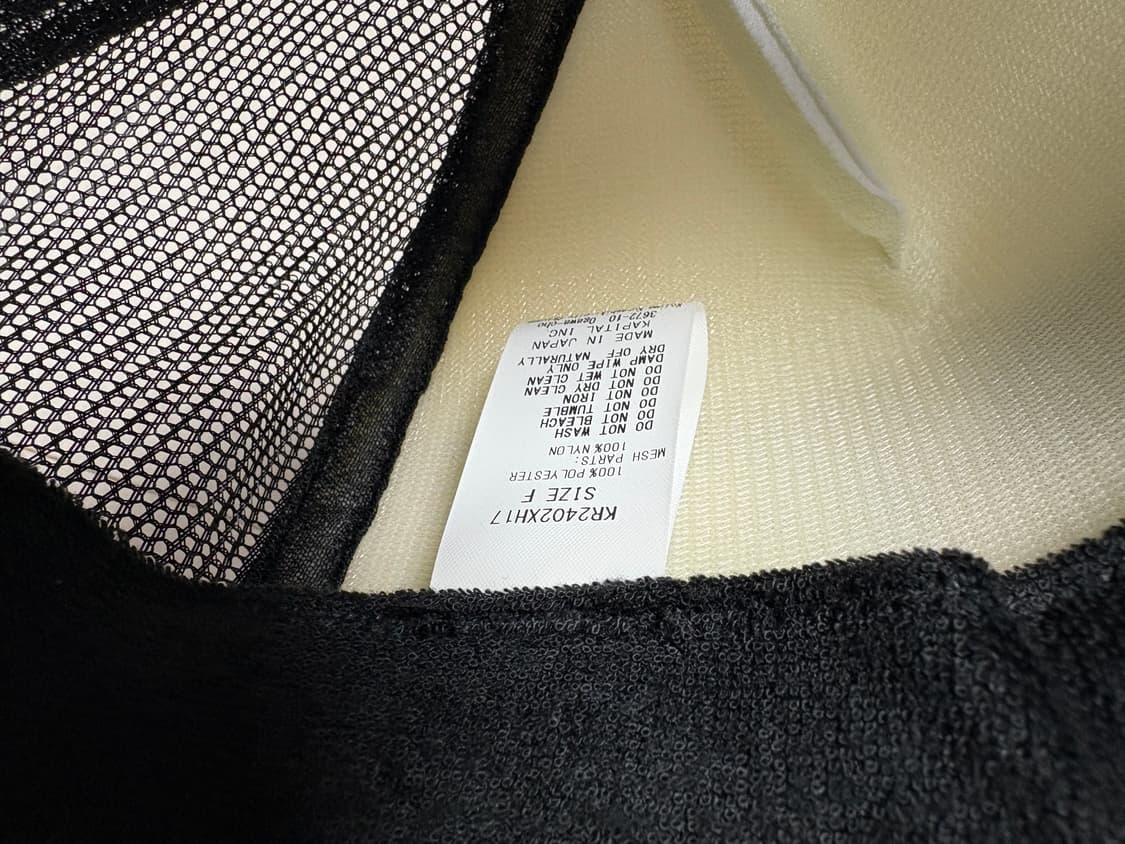 KR2402XH17
SIZE F
100% POLYESTER
MESH PARTS:
100% NYLON
DO NOT WASH
DO NOT BLEACH
DO NOT TUMBLE
DO NOT IRON
DO NOT DRY CLEAN
DO NOT WET CLEAN
DAMP WIPE ONLY
DRY OFF NATURALLY
MADE IN JAPAN
KAPITAL INC
3672-10 Ogawa-cho